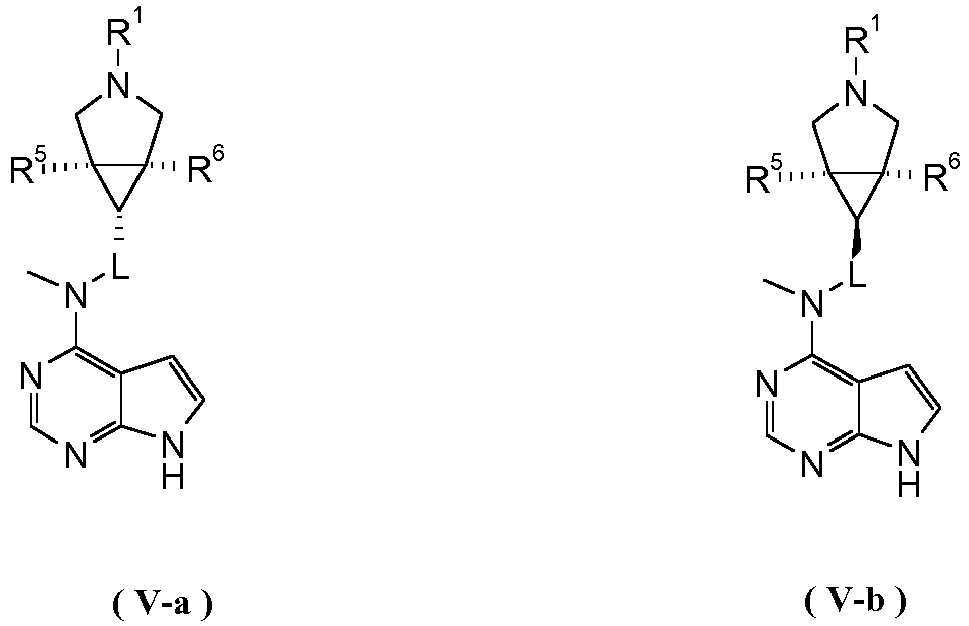 R¹ R¹
N N
R⁵ R⁶ R⁵ R⁶
L L
N N
N N
N N H N N H
( V-a ) ( V-b )